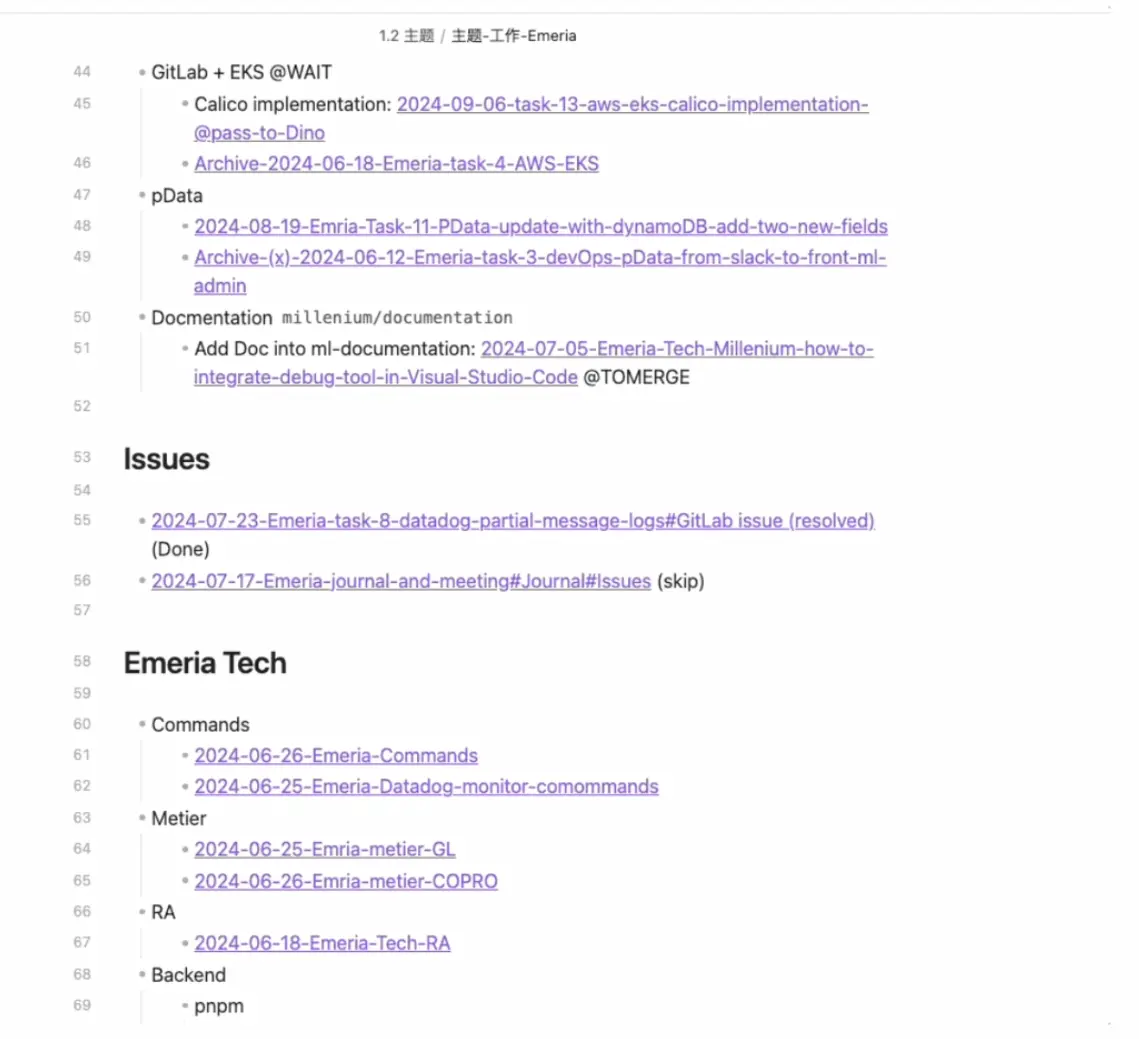 1.2 主题 / 主题-工作-Emeria
44 • GitLab + EKS @WAIT
45 • Calico implementation: 2024-09-06-task-13-aws-eks-calico-implementation-
@pass-to-Dino
46 • Archive-2024-06-18-Emeria-task-4-AWS-EKS
47 • pData
48 • 2024-08-19-Emria-Task-11-PData-update-with-dynamoDB-add-two-new-fields
49 • Archive-(x)-2024-06-12-Emeria-task-3-devOps-pData-from-slack-to-front-ml-
admin
50 • Docmentation millenium/documentation
51 • Add Doc into ml-documentation: 2024-07-05-Emeria-Tech-Millenium-how-to-
integrate-debug-tool-in-Visual-Studio-Code @TOMERGE
52
53 Issues
54
55 • 2024-07-23-Emeria-task-8-datadog-partial-message-logs#GitLab issue (resolved)
(Done)
56 • 2024-07-17-Emeria-journal-and-meeting#Journal#Issues (skip)
57
58 Emeria Tech
59
60 • Commands
61 • 2024-06-26-Emeria-Commands
62 • 2024-06-25-Emeria-Datadog-monitor-comommands
63 • Metier
64 • 2024-06-25-Emria-metier-GL
65 • 2024-06-26-Emria-metier-COPRO
66 • RA
67 • 2024-06-18-Emeria-Tech-RA
68 • Backend
69 • pnpm